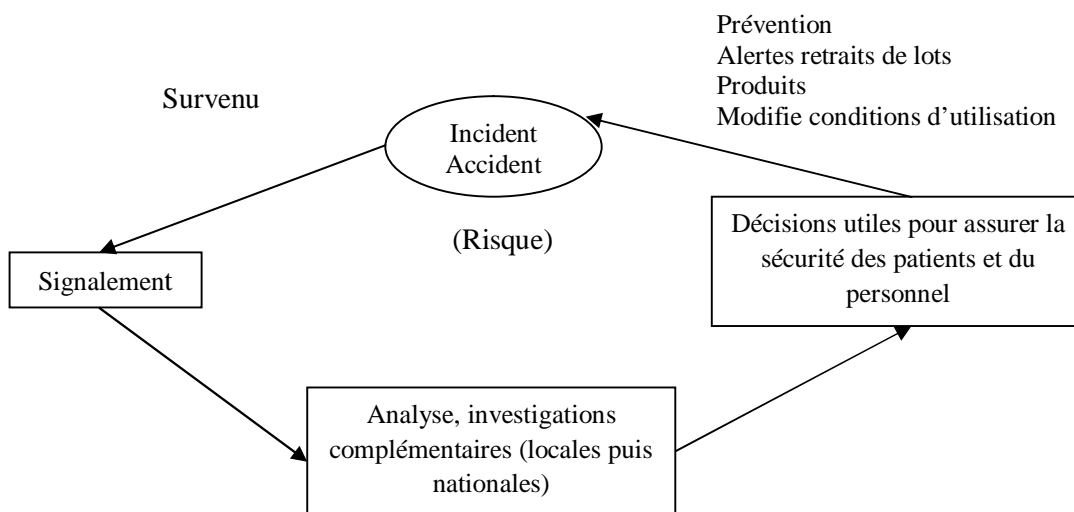 Prévention
Alertes retraits de lots
Produits
Modifie conditions d’utilisation
Survenu
Incident
Accident
(Risque)
Décisions utiles pour assurer la
sécurité des patients et du
personnel
Signalement
Analyse, investigations
complémentaires (locales puis
nationales)